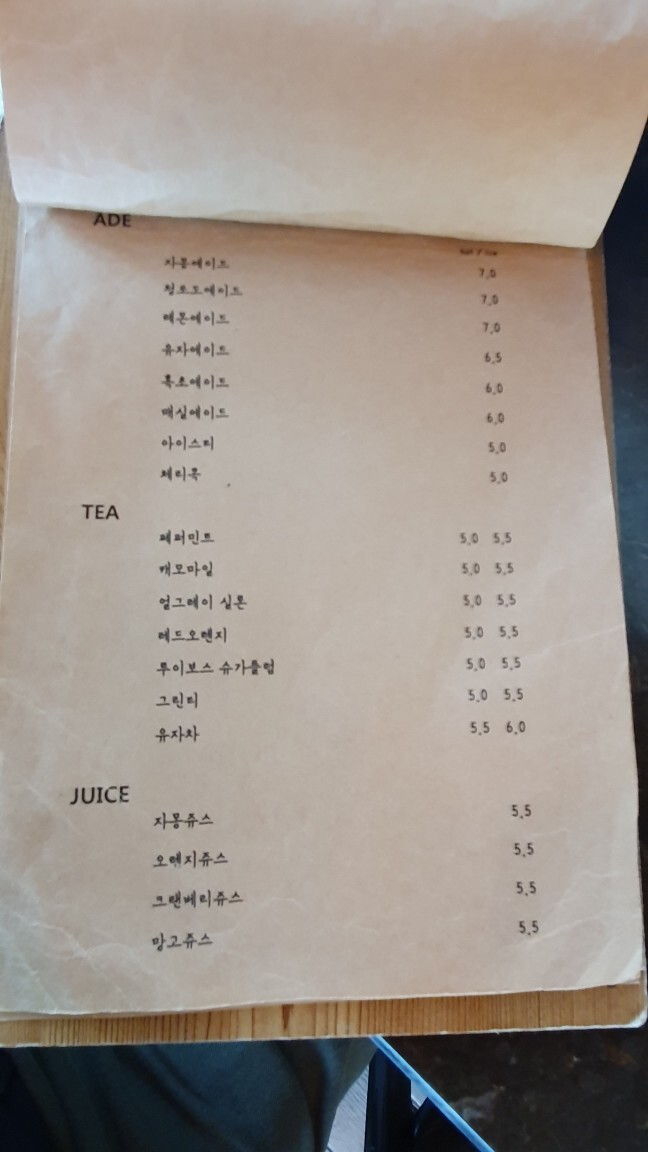 ADE
hot / ice
자몽에이드 7.0
청포도에이드 7.0
레몬에이드 7.0
유자에이드 6.5
흑초에이드 6.0
매실에이드 6.0
아이스티 5.0
체리콕 5.0
TEA
페퍼민트 5.0 5.5
캐모마일 5.0 5.5
얼그레이 실론 5.0 5.5
레드오렌지 5.0 5.5
루이보스 슈가플럼 5.0 5.5
그린티 5.0 5.5
유자차 5.5 6.0
JUICE
자몽쥬스 5.5
오렌지쥬스 5.5
크랜베리쥬스 5.5
망고쥬스 5.5